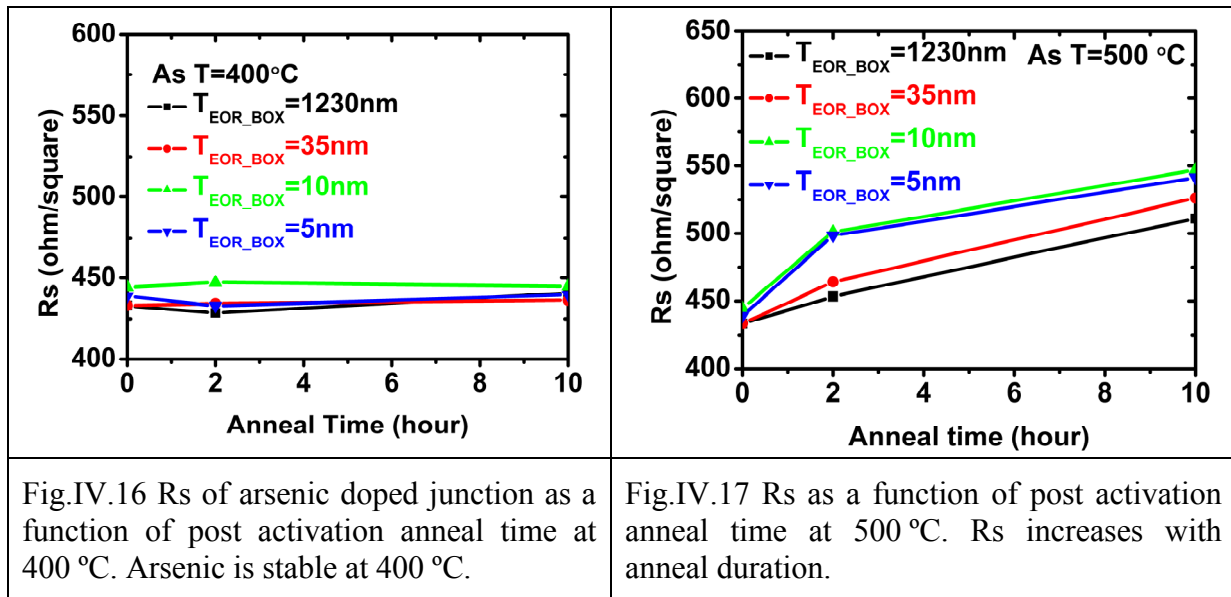 600
As T=400°C
T_EOR_BOX=1230nm
T_EOR_BOX=35nm
T_EOR_BOX=10nm
T_EOR_BOX=5nm
550
500
450
400
Rs (ohm/square)
0 2 4 6 8 10
Anneal Time (hour)
650
T_EOR_BOX=1230nm As T=500 °C
T_EOR_BOX=35nm
T_EOR_BOX=10nm
T_EOR_BOX=5nm
600
550
500
450
400
Rs (ohm/square)
0 2 4 6 8 10
Anneal time (hour)
Fig.IV.16 Rs of arsenic doped junction as a
function of post activation anneal time at
400 ºC. Arsenic is stable at 400 ºC.
Fig.IV.17 Rs as a function of post activation
anneal time at 500 ºC. Rs increases with
anneal duration.